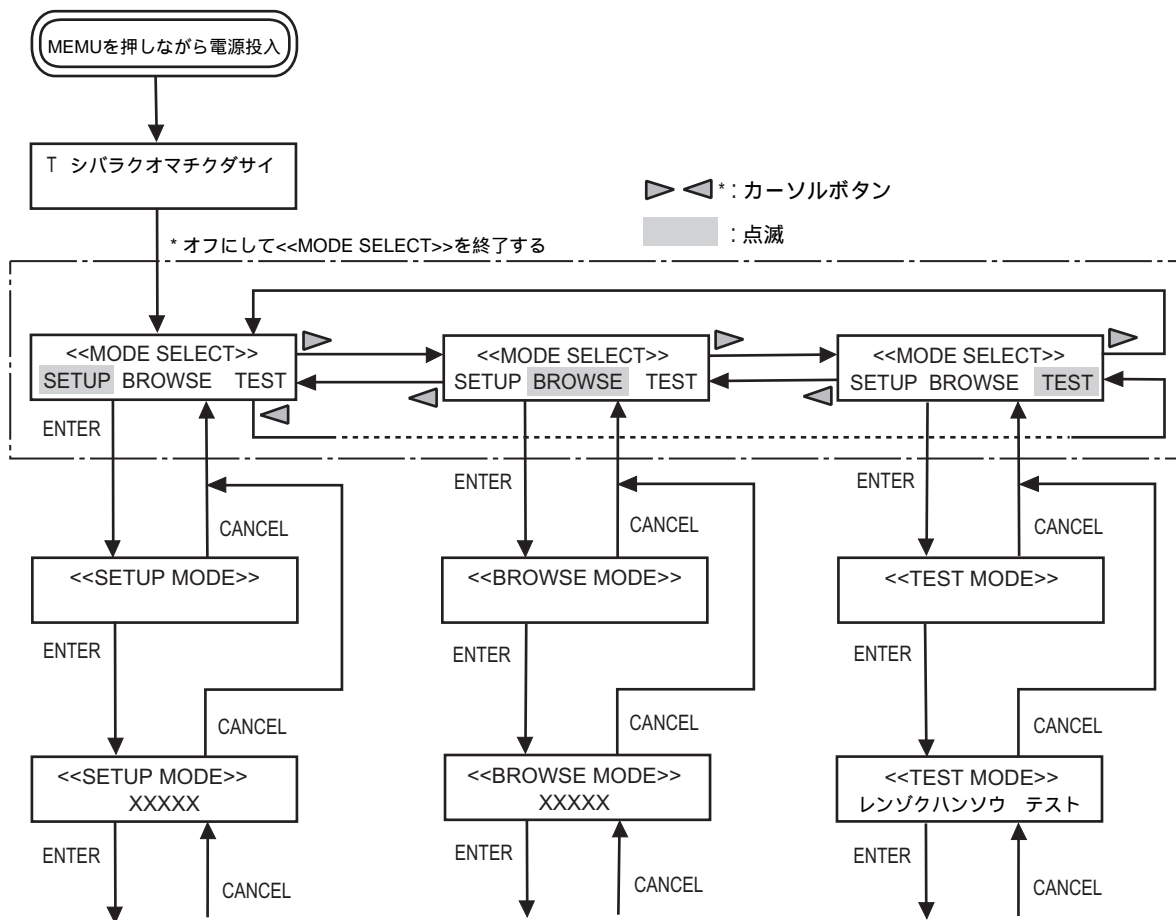 MEMUを押しながら電源投入
T シバラクオマチクダサイ
* : カーソルボタン
: 点滅
* オフにして<<MODE SELECT>>を終了する
<<MODE SELECT>>
SETUP BROWSE TEST
<<MODE SELECT>>
SETUP BROWSE TEST
<<MODE SELECT>>
SETUP BROWSE TEST
ENTER
CANCEL
ENTER
CANCEL
ENTER
CANCEL
<<SETUP MODE>>
<<BROWSE MODE>>
<<TEST MODE>>
ENTER
CANCEL
ENTER
CANCEL
ENTER
CANCEL
<<SETUP MODE>>
XXXXX
<<BROWSE MODE>>
XXXXX
<<TEST MODE>>
レンゾクハンソウ テスト
ENTER
CANCEL
ENTER
CANCEL
ENTER
CANCEL